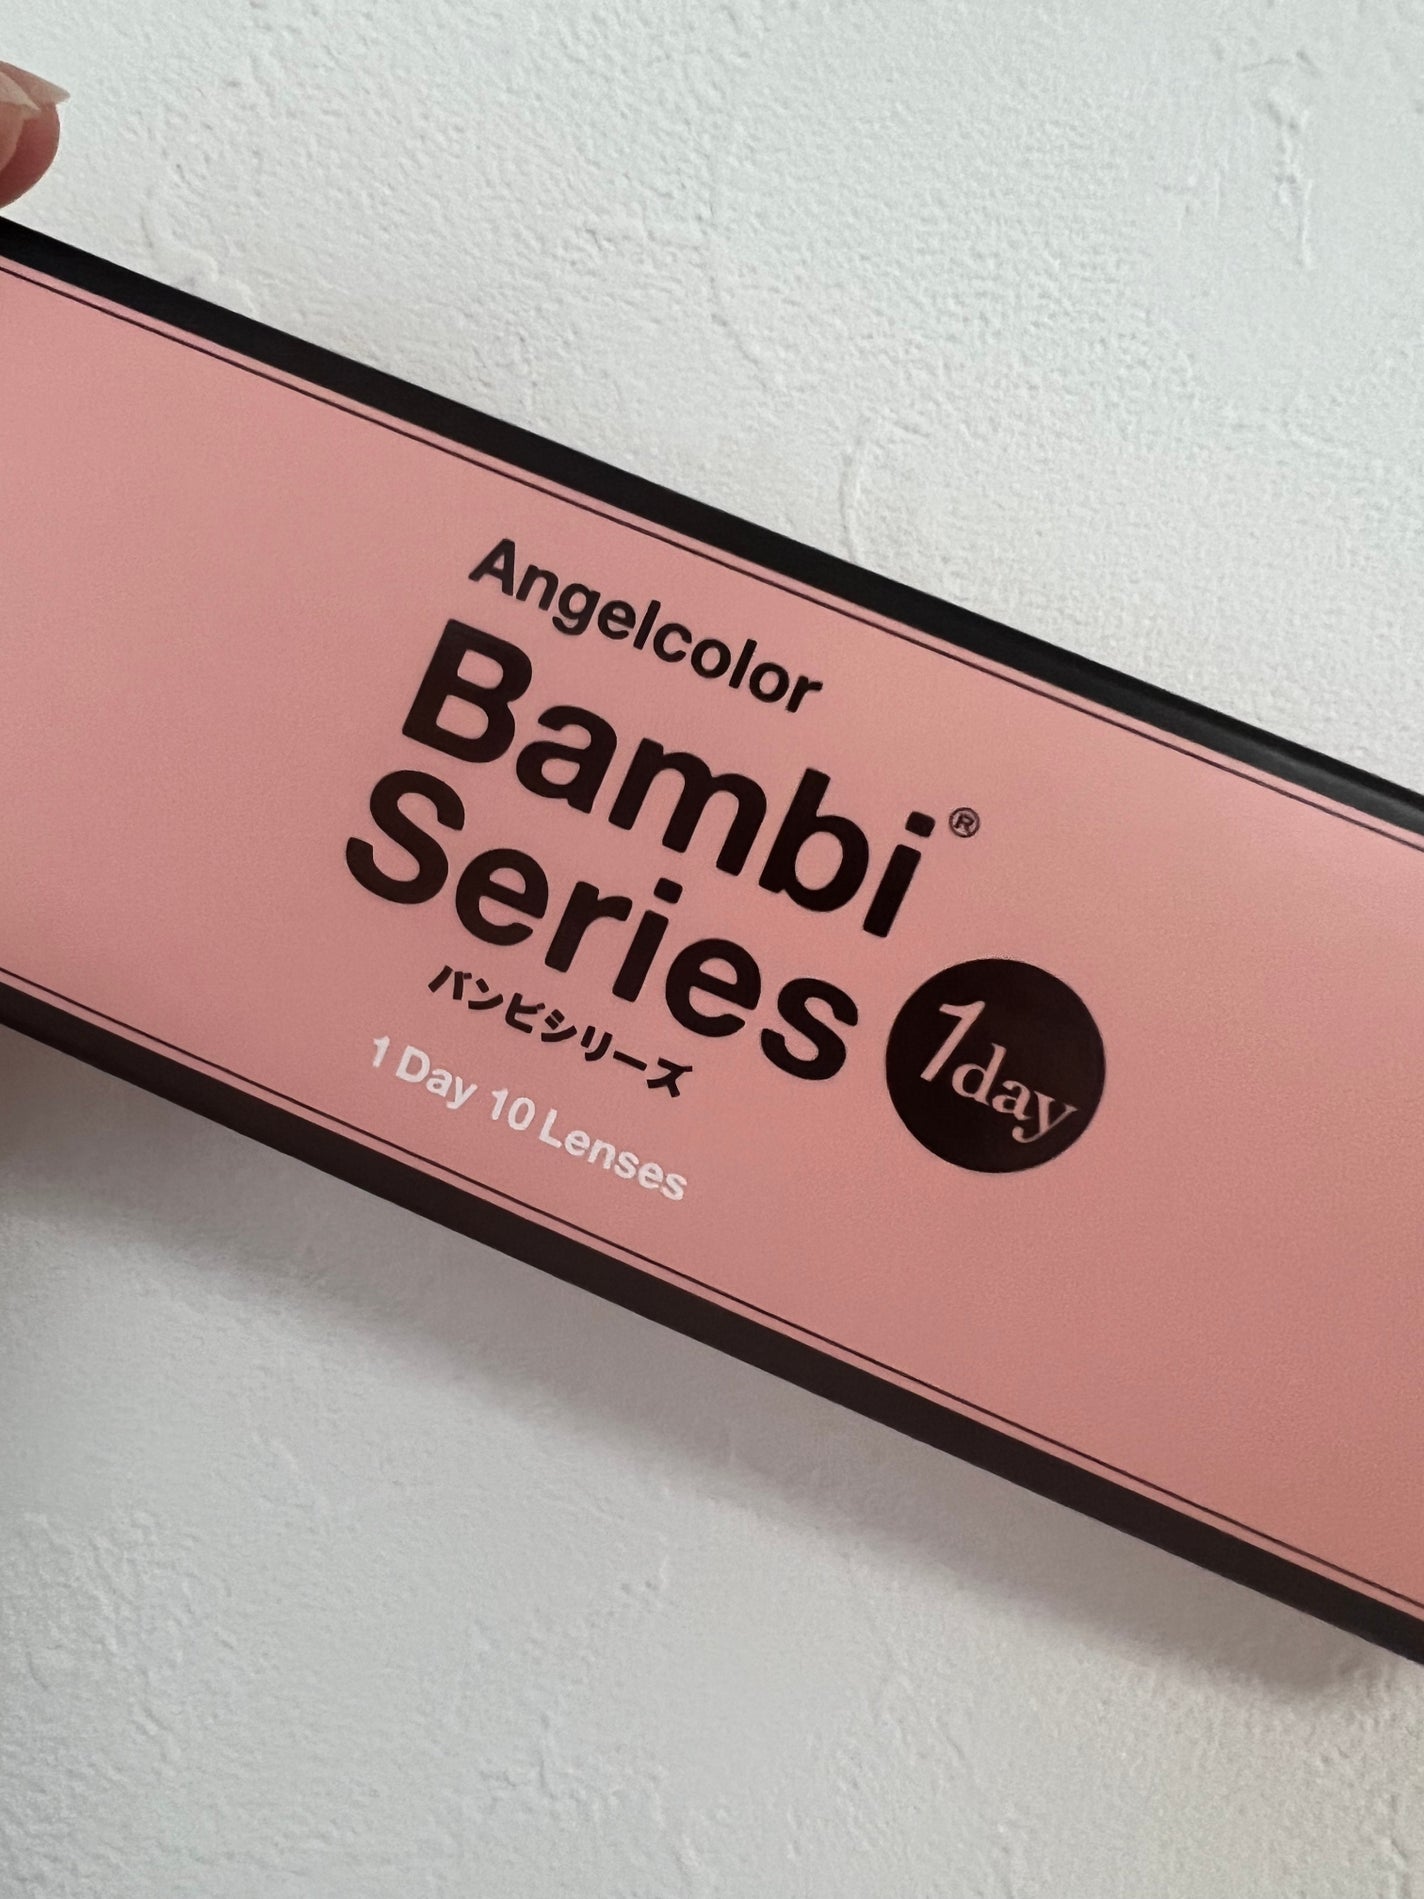 Angelcolor
Bambi®
Series
バンビシリーズ
1 Day 10 Lenses
1day